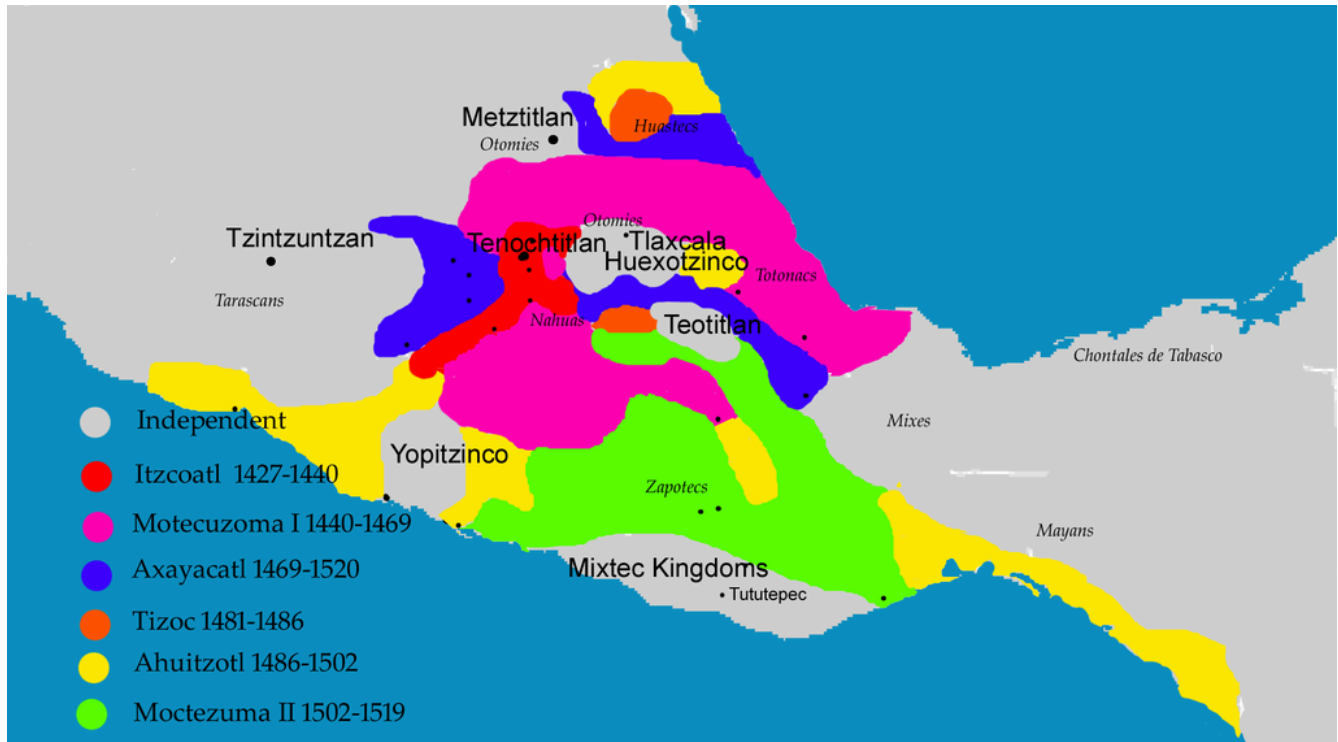 Metztitlan
Otomies
Huastecs
Tzintzuntzan
Otomies
Tenochtitlan
Tlaxcala
Huexotzinco
Totonacs
Tarascans
Nahuas
Teotitlan
Chontales de Tabasco
Mixes
Yopitzinco
Zapotecs
Mayans
Mixtec Kingdoms
Tututepec
Independent
Itzcoatl 1427-1440
Motecuzoma I 1440-1469
Axayacatl 1469-1520
Tizoc 1481-1486
Ahuitzotl 1486-1502
Moctezuma II 1502-1519